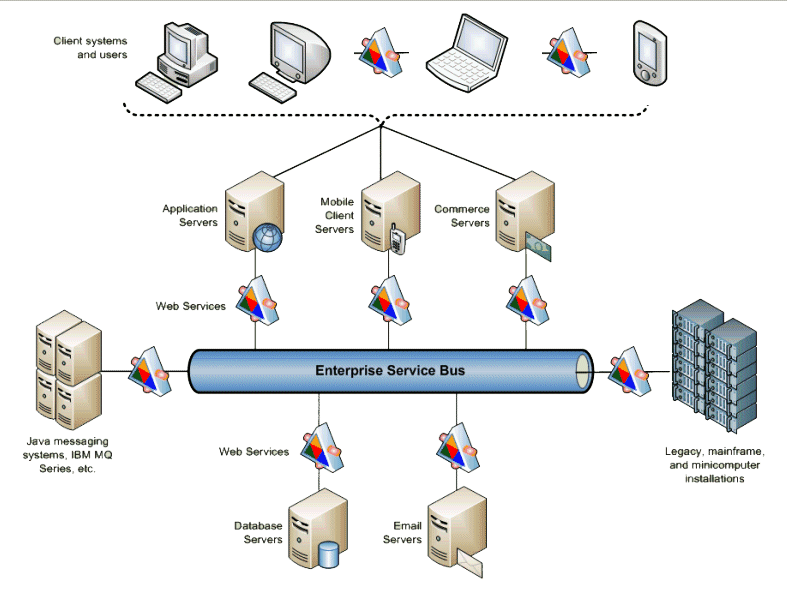 Client systems
and users
Application
Servers
Mobile
Client
Servers
Commerce
Servers
Web Services
Enterprise Service Bus
Java messaging
systems, IBM MQ
Series, etc.
Legacy, mainframe,
and minicomputer
installations
Web Services
Database
Servers
Email
Servers